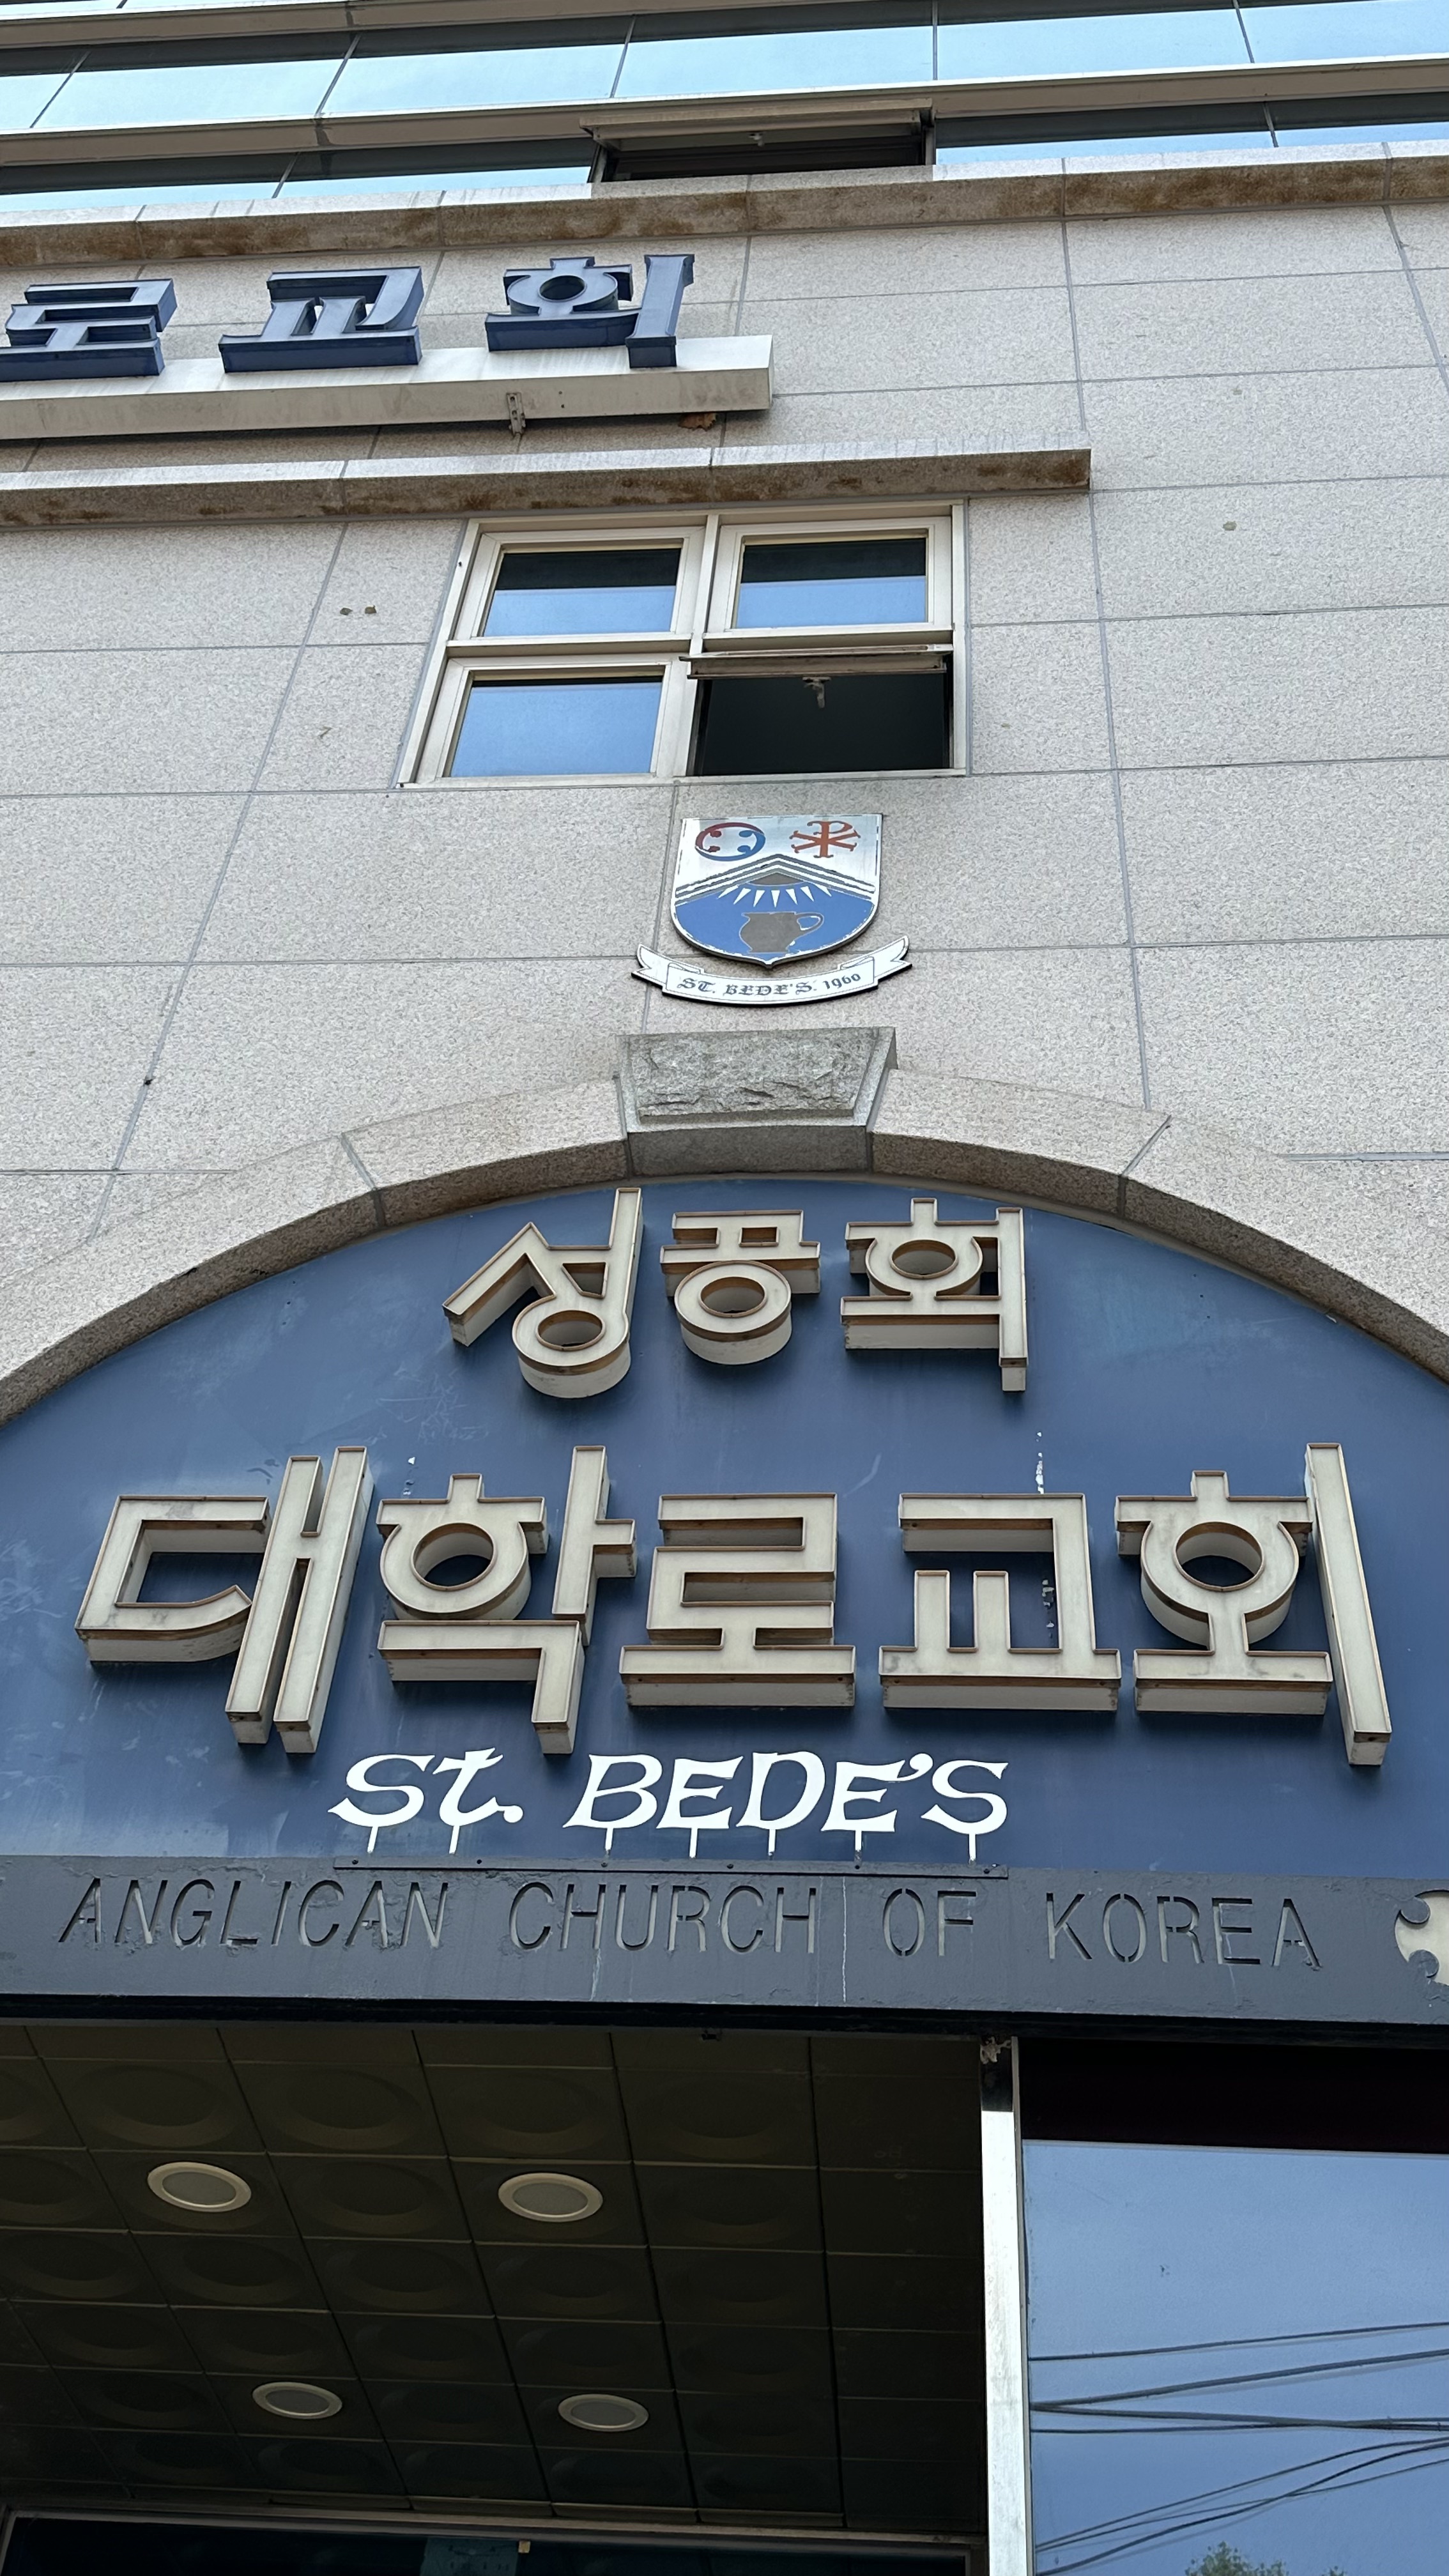 로교회
ST. BEDE'S. 1960
성공회
대학로교회
St. BEDE'S
ANGLICAN CHURCH OF KOREA